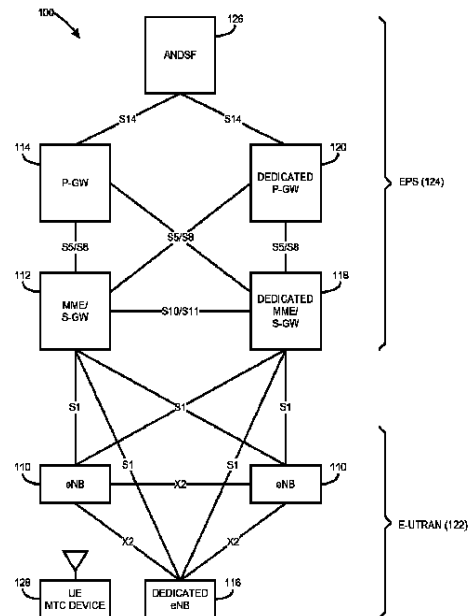 100
126
ANDSF
S14
S14
114
P-GW
120
DEDICATED
P-GW
EPS (124)
S5/S8
S5/S8
S5/S8
112
MME/
S-GW
S10/S11
118
DEDICATED
MME/
S-GW
S1
S1
S1
S1
S1
110
eNB
X2
110
eNB
E-UTRAN (122)
X2
X2
128
UE
MTC DEVICE
DEDICATED
eNB
116